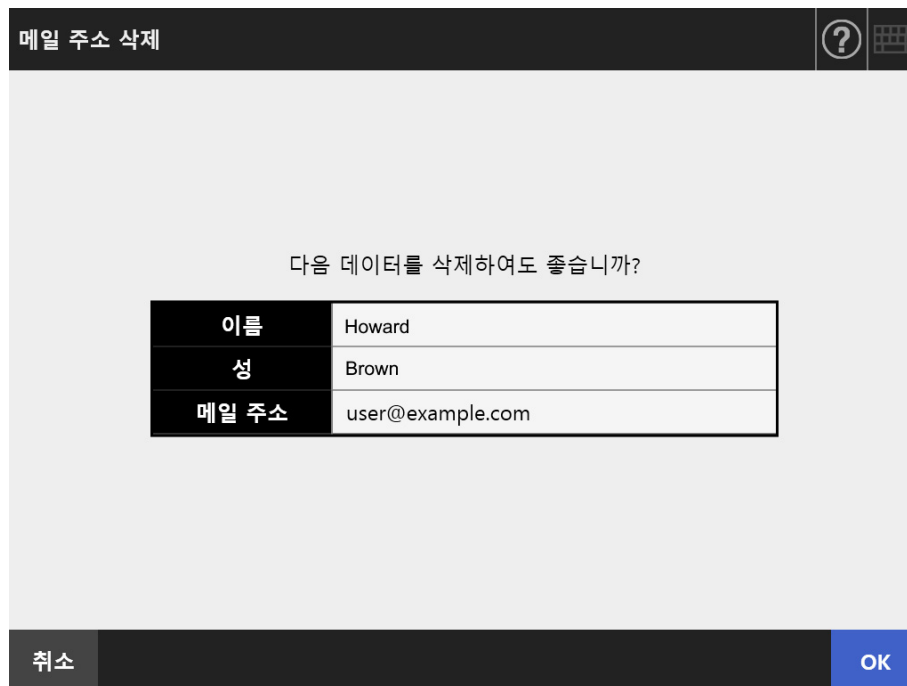 메일 주소 삭제
?
다음 데이터를 삭제하여도 좋습니까?
이름 Howard
성 Brown
메일 주소 user@example.com
취소 OK